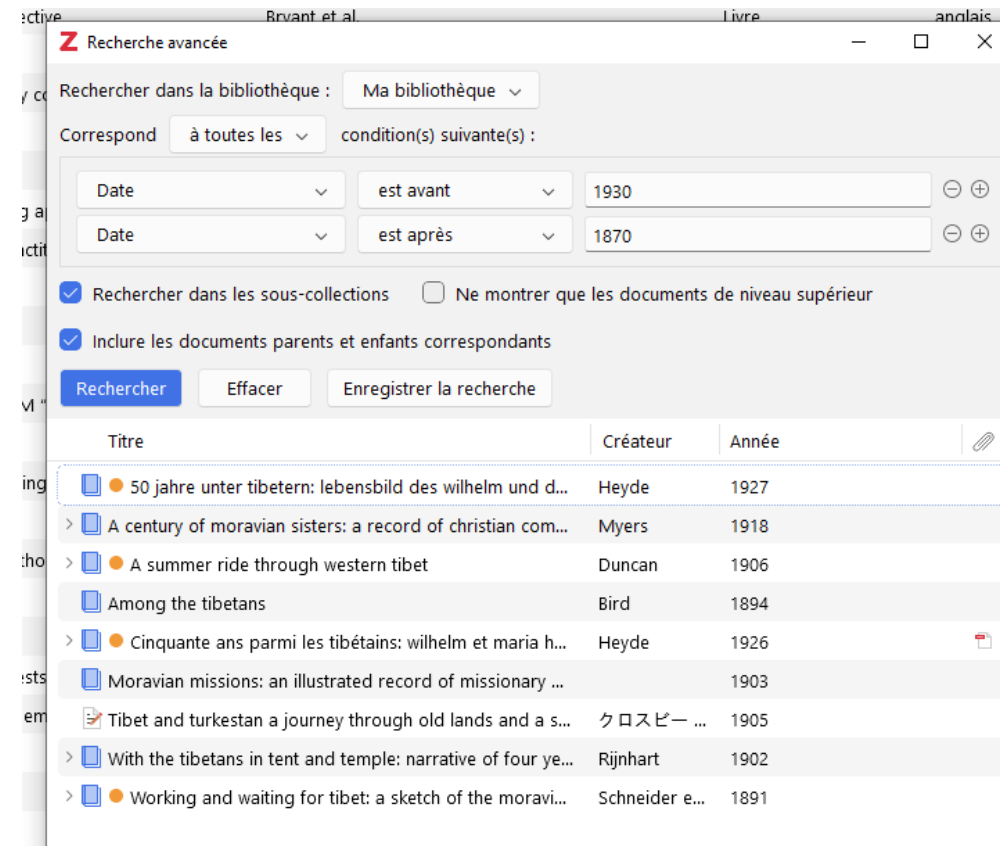 ective Bryant et al. Livre anglais
Z Recherche avancée
Rechercher dans la bibliothèque : Ma bibliothèque
Correspond à toutes les condition(s) suivante(s) :
Date est avant 1930
Date est après 1870
Rechercher dans les sous-collections Ne montrer que les documents de niveau supérieur
Inclure les documents parents et enfants correspondants
Rechercher Effacer Enregistrer la recherche
Titre Créateur Année
50 jahre unter tibetern: lebensbild des wilhelm und d... Heyde 1927
A century of moravian sisters: a record of christian com... Myers 1918
A summer ride through western tibet Duncan 1906
Among the tibetans Bird 1894
Cinquante ans parmi les tibétains: wilhelm et maria h... Heyde 1926
Moravian missions: an illustrated record of missionary ... 1903
Tibet and turkestan a journey through old lands and a s... クロスビー ... 1905
With the tibetans in tent and temple: narrative of four ye... Rijnhart 1902
Working and waiting for tibet: a sketch of the moravi... Schneider e... 1891